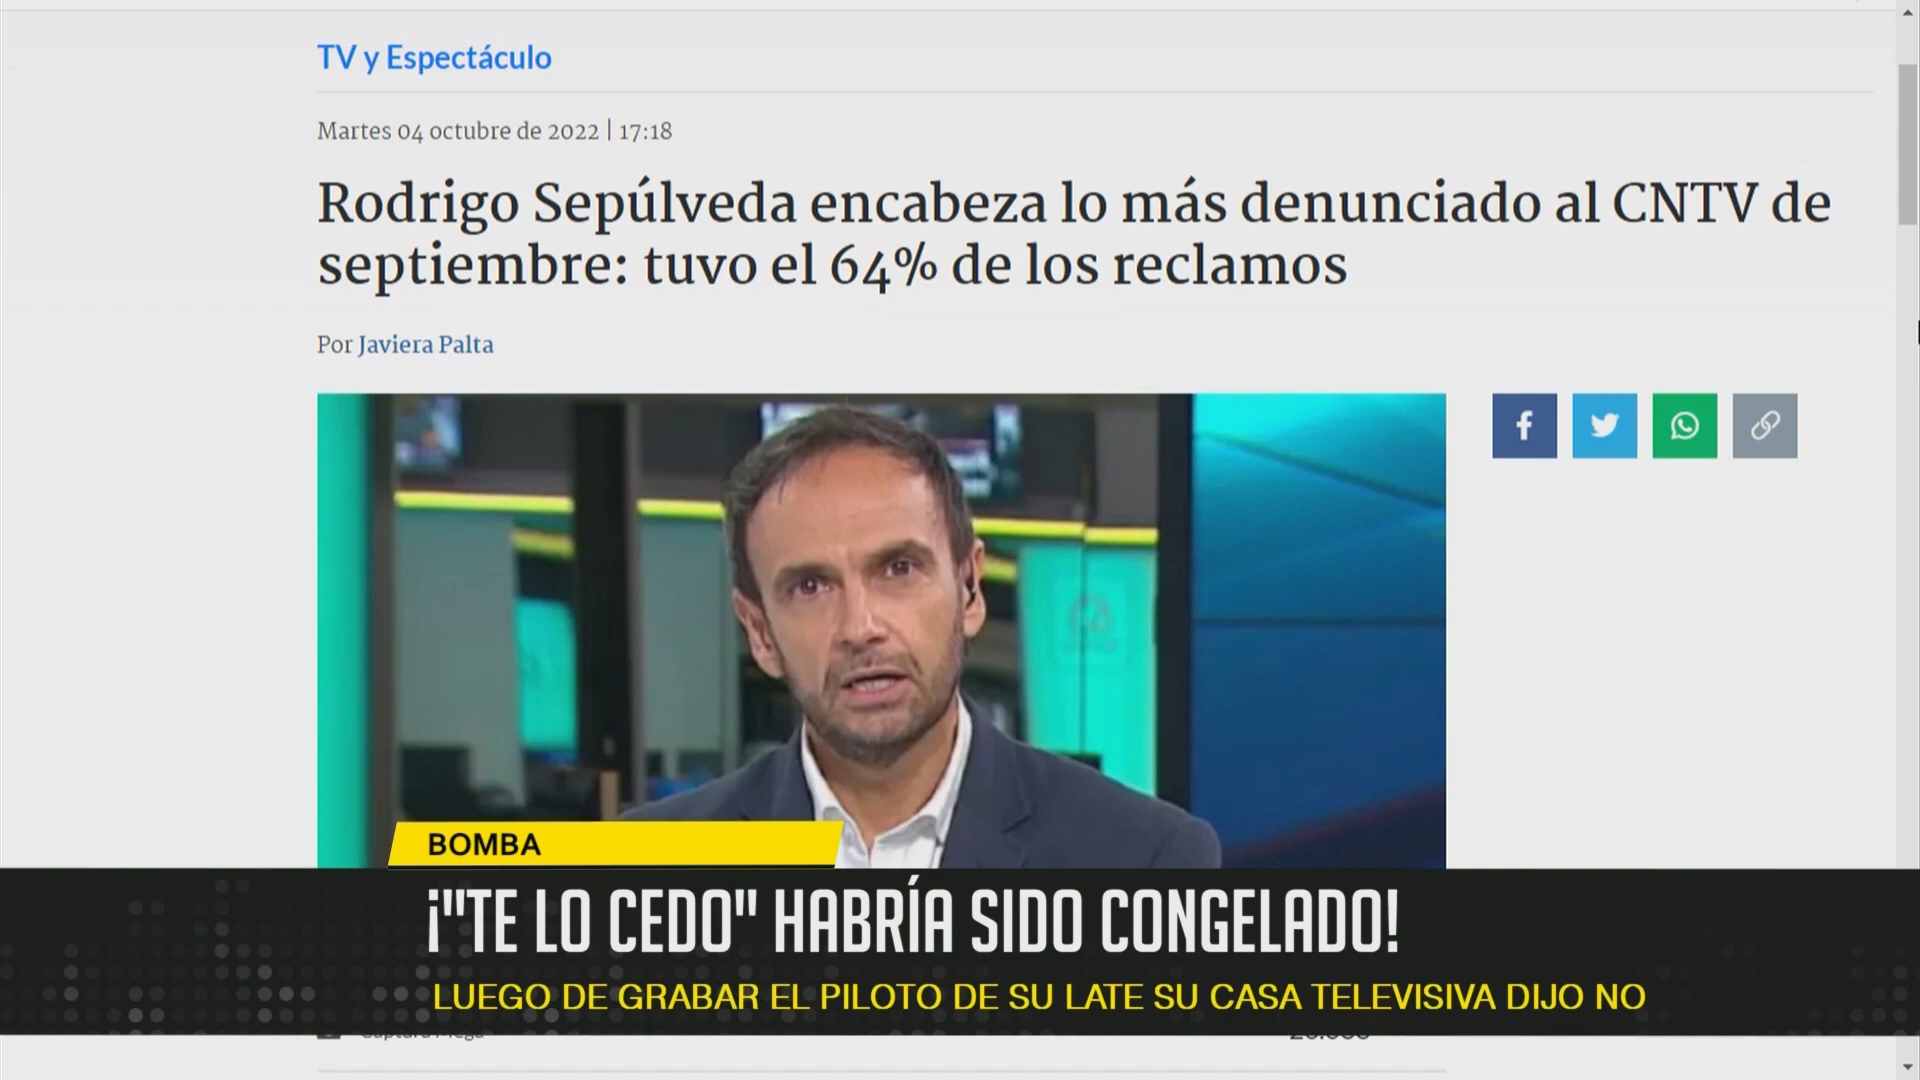 TV y Espectáculo
Martes 04 octubre de 2022 | 17:18
Rodrigo Sepúlveda encabeza lo más denunciado al CNTV de
septiembre: tuvo el 64% de los reclamos
Por Javiera Palta
BOMBA
¡"TE LO CEDO" HABRÍA SIDO CONGELADO!
LUEGO DE GRABAR EL PILOTO DE SU LATE SU CASA TELEVISIVA DIJO NO